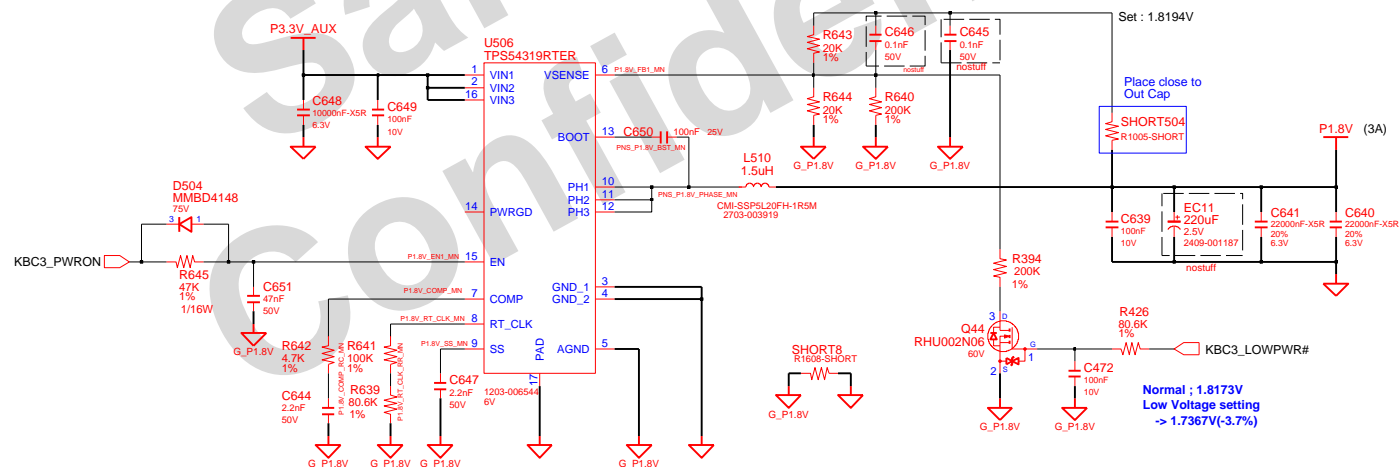 Sa
Confiden
P3.3V_AUX
U506
TPS54319RTER
1
VIN1
2
VIN2
16
VIN3
VSENSE
6
P1.8V_FB1_MN
BOOT
13
PH1
10
PH2
11
PH3
12
14
PWRGD
15
EN
P1.8V_EN1_MN
7
COMP
P1.8V_COMP_MN
8
RT_CLK
P1.8V_RT_CLK_MN
9
SS
P1.8V_SS_MN
GND_1
3
GND_2
4
AGND
5
PAD
17
1203-006544
6V
C648
10000nF-X5R
6.3V
C649
100nF
10V
D504
MMBD4148
75V
3
1
KBC3_PWRON
R645
47K
1%
1/16W
C651
47nF
50V
G_P1.8V
R642
4.7K
1%
P1.8V_COMP_RC_MN
C644
2.2nF
50V
G_P1.8V
R641
100K
1%
P1.8V_RT_CLK_RR_MN
R639
80.6K
1%
G_P1.8V
C647
2.2nF
50V
G_P1.8V
G_P1.8V
R643
20K
1%
C646
0.1nF
50V
nostuff
C645
0.1nF
50V
nostuff
R644
20K
1%
R640
200K
1%
G_P1.8V
G_P1.8V
G_P1.8V
C650
100nF
25V
PNS_P1.8V_BST_MN
L510
1.5uH
PNS_P1.8V_PHASE_MN
CMI-SSP5L20FH-1R5M
2703-003919
Set : 1.8194V
Place close to
Out Cap
SHORT504
R1005-SHORT
P1.8V
(3A)
C639
100nF
10V
EC11
220uF
2.5V
2409-001187
nostuff
C641
22000nF-X5R
20%
6.3V
C640
22000nF-X5R
20%
6.3V
R394
200K
1%
3
D
Q44
RHU002N06
60V
G
1
2
S
G_P1.8V
C472
100nF
10V
G_P1.8V
R426
80.6K
1%
KBC3_LOWPWR#
SHORT8
R1608-SHORT
G_P1.8V
Normal ; 1.8173V
Low Voltage setting
-> 1.7367V(-3.7%)